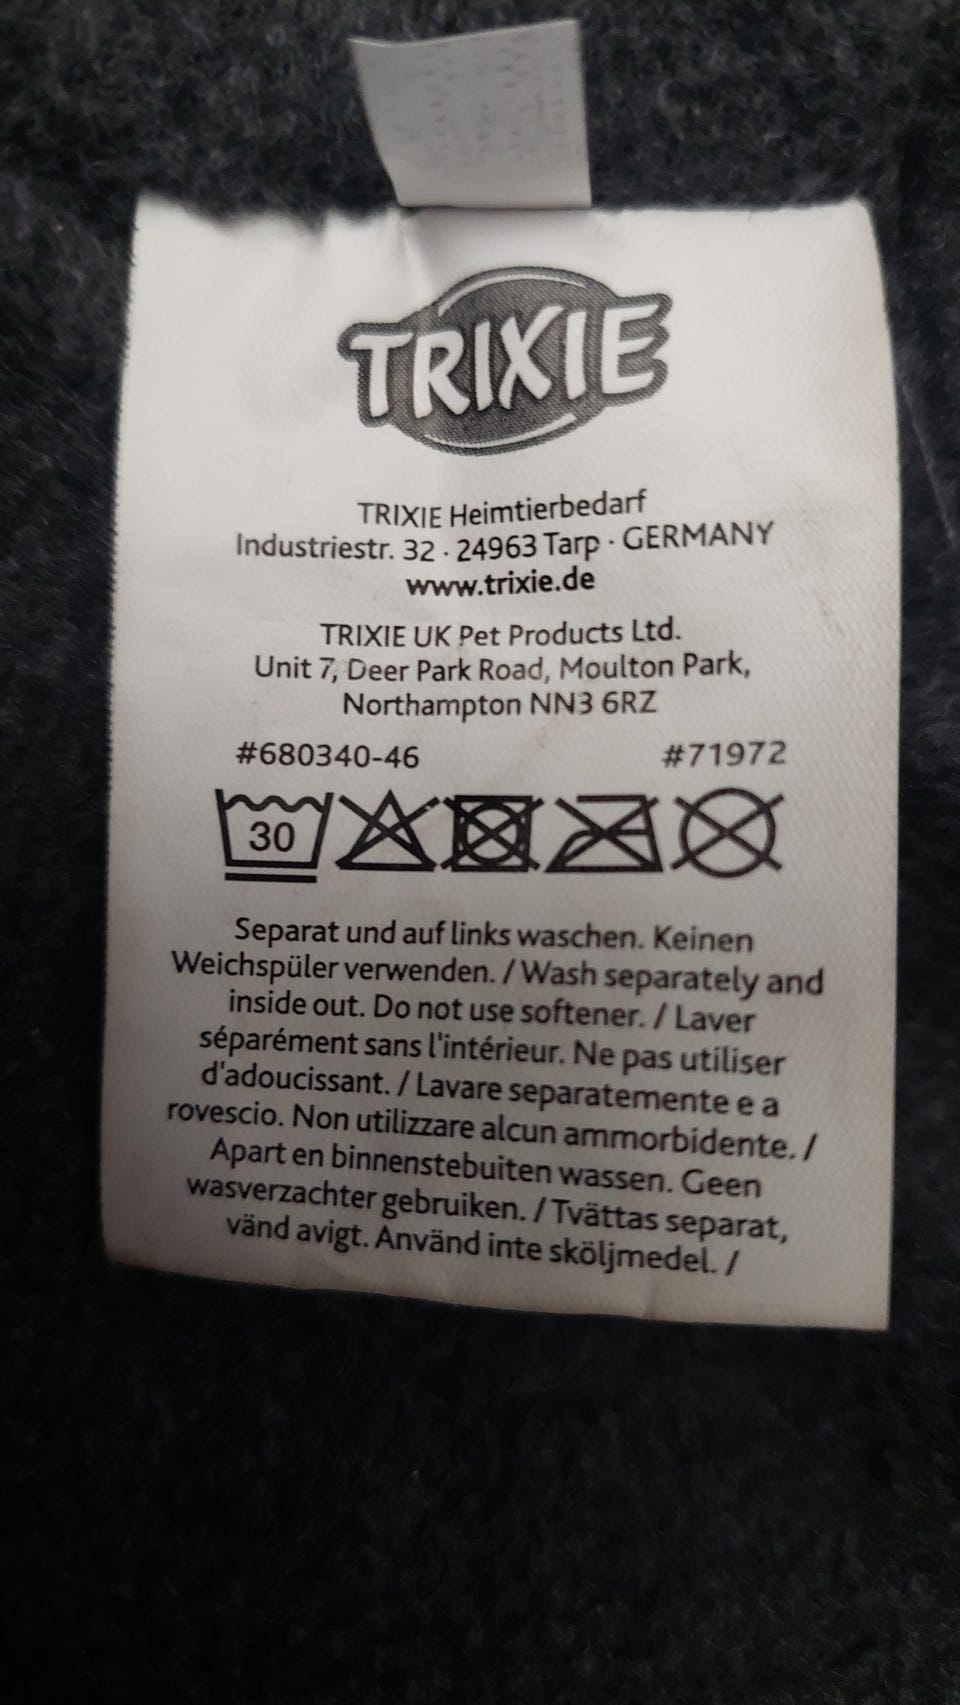 TRIXIE
TRIXIE Heimtierbedarf
Industriestr. 32 · 24963 Tarp · GERMANY
www.trixie.de
TRIXIE UK Pet Products Ltd.
Unit 7, Deer Park Road, Moulton Park,
Northampton NN3 6RZ
#680340-46 #71972
30
Separat und auf links waschen. Keinen
Weichspüler verwenden. / Wash separately and
inside out. Do not use softener. / Laver
séparément sans l'intérieur. Ne pas utiliser
d'adoucissant. / Lavare separatemente e a
rovescio. Non utilizzare alcun ammorbidente. /
Apart en binnenstebuiten wassen. Geen
wasverzachter gebruiken. / Tvättas separat,
vänd avigt. Använd inte sköljmedel. /